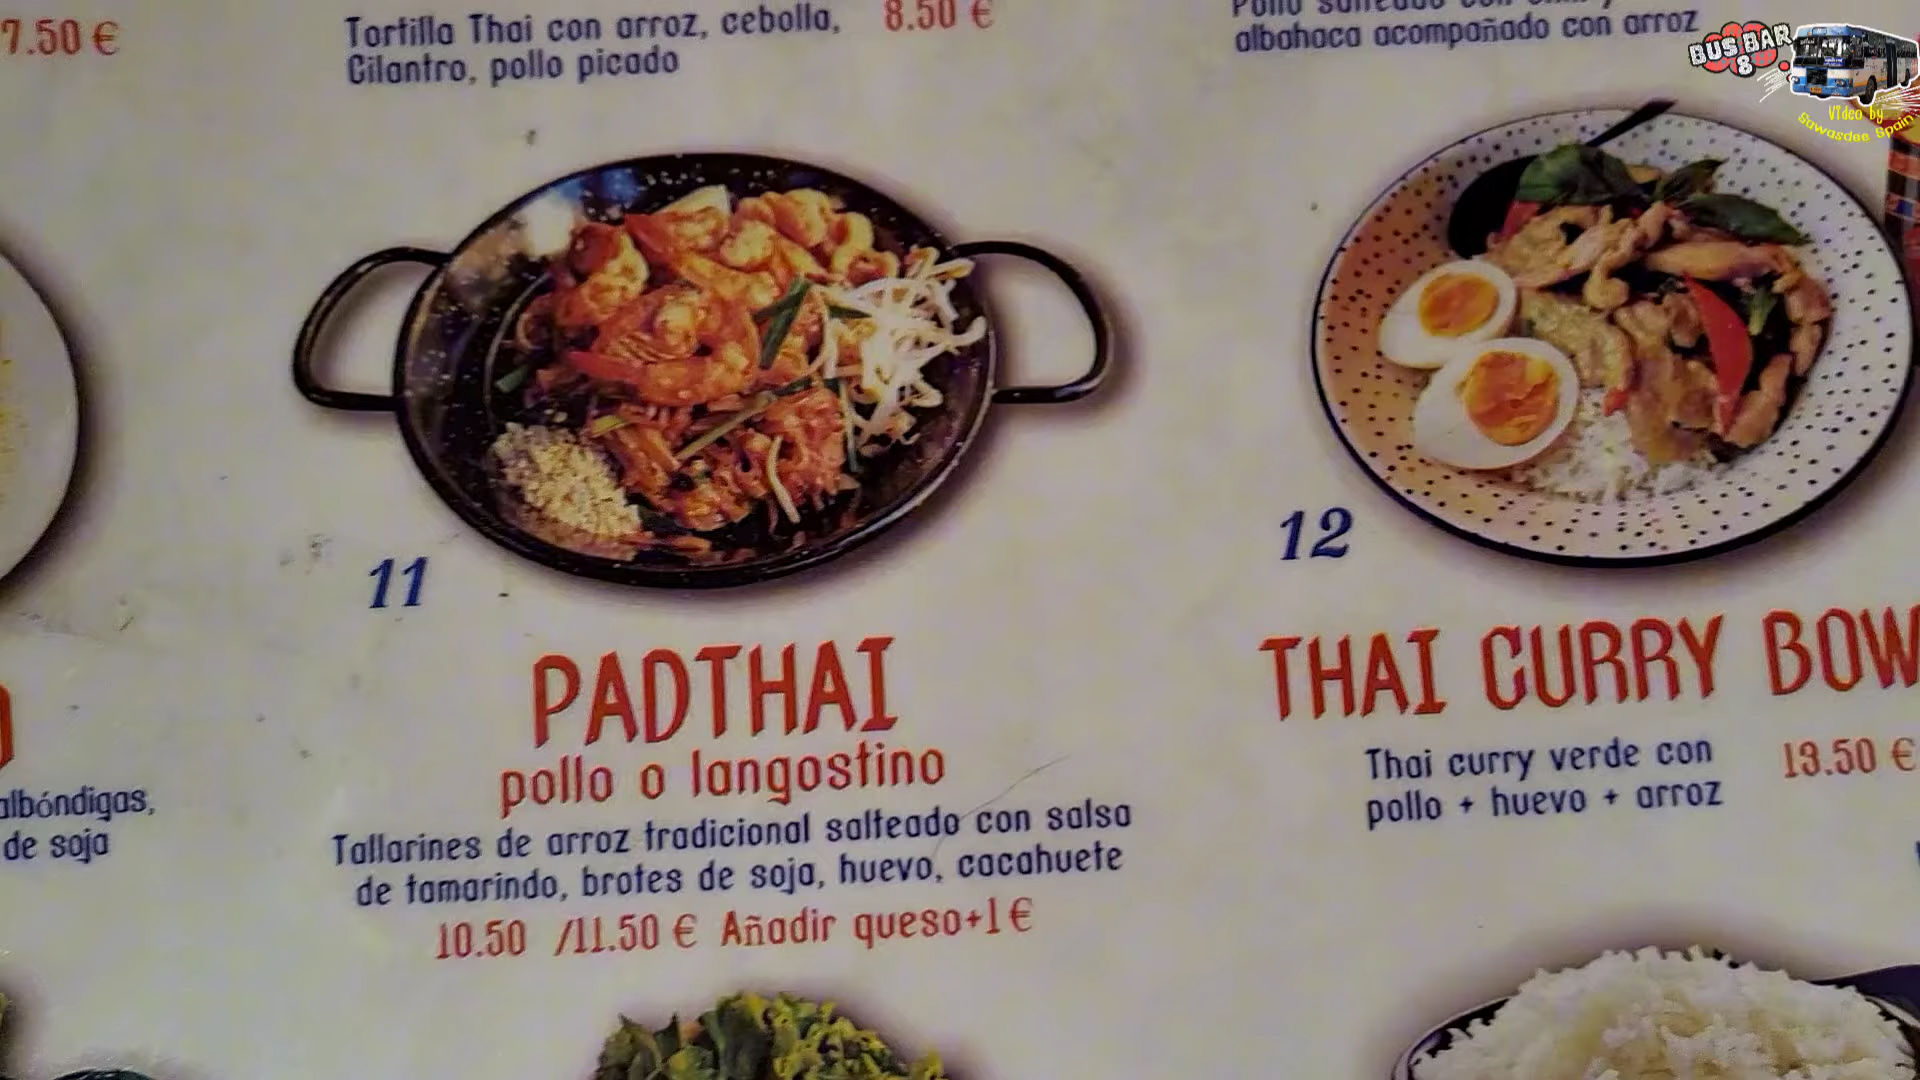 7.50 €
Tortilla Thai con arroz, cebolla,
Cilantro, pollo picado
8.50 €
albahaca acompañado con arroz
BUS BAR
8
Video by
Sawasdee Spain
11
PADTHAI
pollo o langostino
Tallarines de arroz tradicional salteado con salsa
de tamarindo, brotes de soja, huevo, cacahuete
10.50 /11.50 € Añadir queso+1€
12
THAI CURRY BOW
Thai curry verde con
pollo + huevo + arroz
13.50 €
albóndigas,
de soja